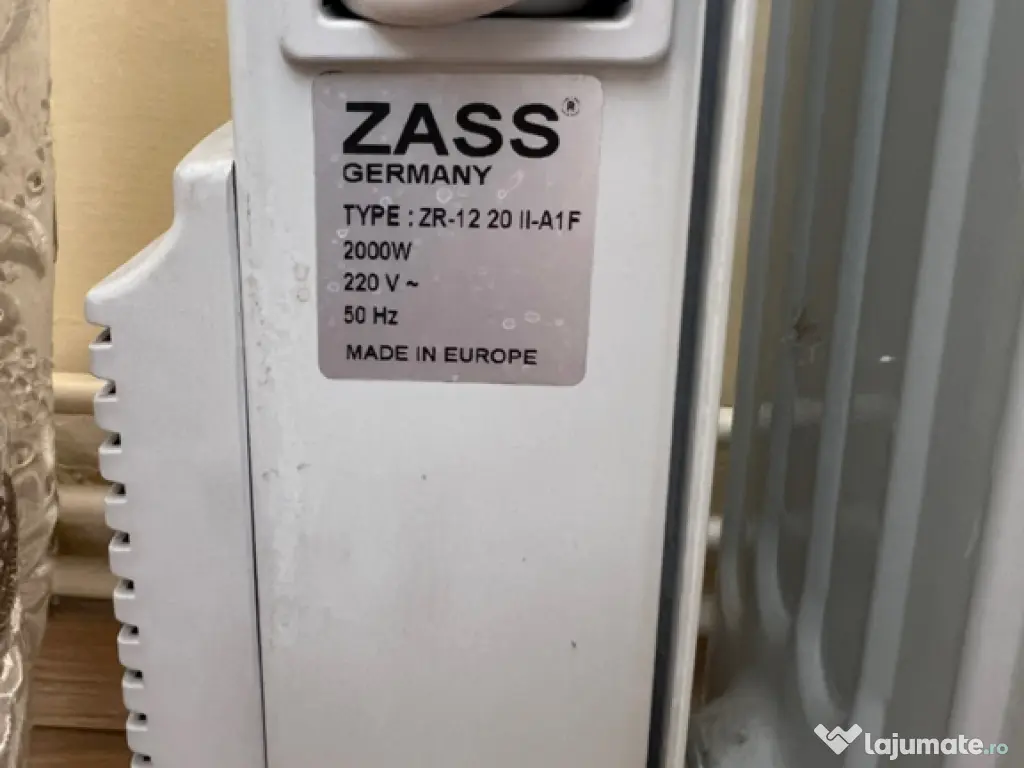 ZASS®
GERMANY
TYPE : ZR-12 20 II-A1F
2000W
220 V ~
50 Hz
MADE IN EUROPE
lajumate.ro